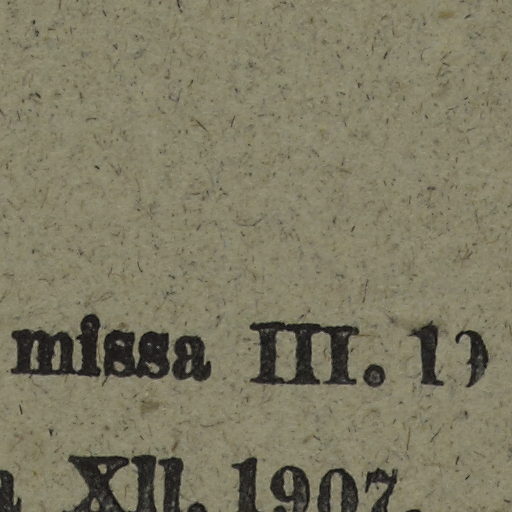 missa III. 1)
XII. 1907.